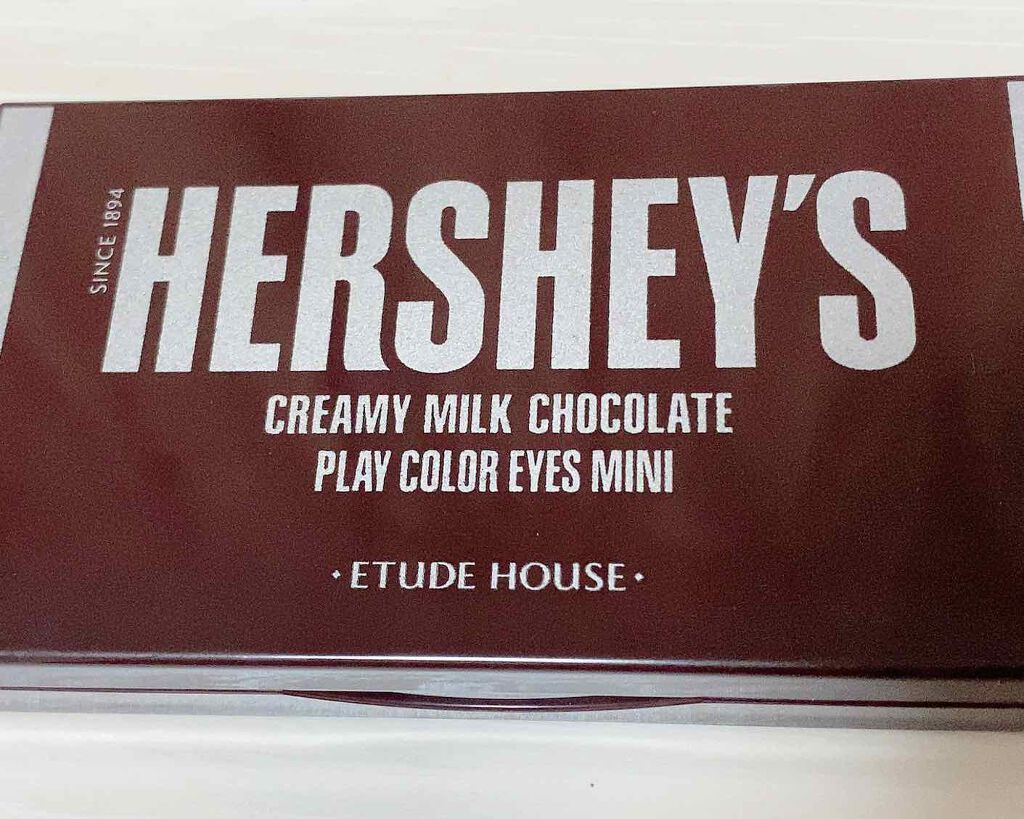 SINCE 1894
HERSHEY'S
CREAMY MILK CHOCOLATE
PLAY COLOR EYES MINI
·ETUDE HOUSE·